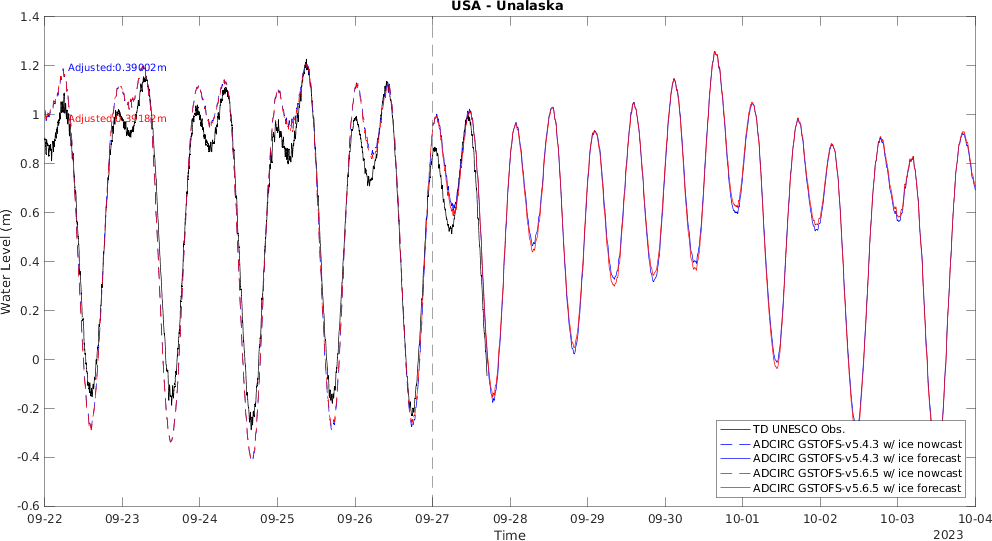 USA - Unalaska
1.4
1.2
1
0.8
0.6
0.4
0.2
0
-0.2
-0.4
-0.6
Water Level (m)
Adjusted:0.39002m
Adjusted:0.39182m
TD UNESCO Obs.
ADCIRC GSTOFS-v5.4.3 w/ ice nowcast
ADCIRC GSTOFS-v5.4.3 w/ ice forecast
ADCIRC GSTOFS-v5.6.5 w/ ice nowcast
ADCIRC GSTOFS-v5.6.5 w/ ice forecast
09-22 09-23 09-24 09-25 09-26 09-27 09-28 09-29 09-30 10-01 10-02 10-03 10-04
Time
2023